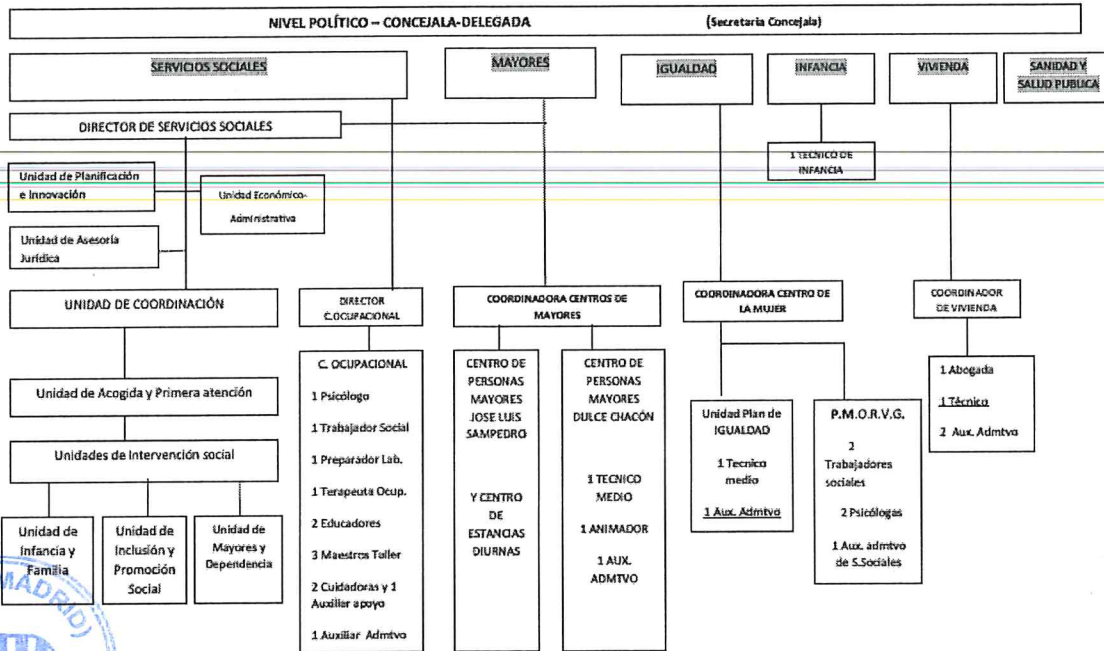 NIVEL POLÍTICO – CONCEJALA-DELEGADA (Secretaria Concejala)
SERVICIOS SOCIALES
MAYORES
IGUALDAD
INFANCIA
VIVIENDA
SANIDAD Y
SALUD PUBLICA
DIRECTOR DE SERVICIOS SOCIALES
1 TECNICO DE
INFANCIA
Unidad de Planificación
e Innovación
Unidad Económico-
Administrativa
Unidad de Asesoría
Jurídica
UNIDAD DE COORDINACIÓN
DIRECTOR
C.OCUPACIONAL
COORDINADORA CENTROS DE
MAYORES
COORDINADORA CENTRO DE
LA MUJER
COORDINADOR
DE VIVIENDA
Unidad de Acogida y Primera atención
Unidades de Intervención social
Unidad de
Infancia y
Familia
Unidad de
Inclusión y
Promoción
Social
Unidad de
Mayores y
Dependencia
C. OCUPACIONAL
1 Psicólogo
1 Trabajador Social
1 Preparador Lab.
1 Terapeuta Ocup.
2 Educadores
3 Maestros Taller
2 Cuidadoras y 1
Auxiliar apoyo
1 Auxiliar Admtvo
CENTRO DE
PERSONAS
MAYORES
JOSE LUIS
SAMPEDRO
Y CENTRO
DE
ESTANCIAS
DIURNAS
CENTRO DE
PERSONAS
MAYORES
DULCE CHACÓN
1 TECNICO
MEDIO
1 ANIMADOR
1 AUX.
ADMTVO
Unidad Plan de
IGUALDAD
1 Tecnico
medio
1 Aux. Admtvo
P.M.O.R.V.G.
2
Trabajadores
sociales
2 Psicólogas
1 Aux. admtvo
de S.Sociales
1 Abogada
1 Técnico
2 Aux. Admtvo
MADRID)